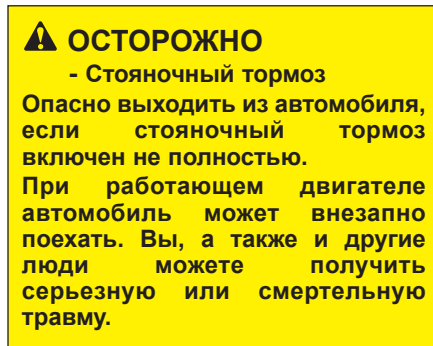 ОСТОРОЖНО
- Стояночный тормоз
Опасно выходить из автомобиля,
если стояночный тормоз
включен не полностью.
При работающем двигателе
автомобиль может внезапно
поехать. Вы, а также и другие
люди можете получить
серьезную или смертельную
травму.